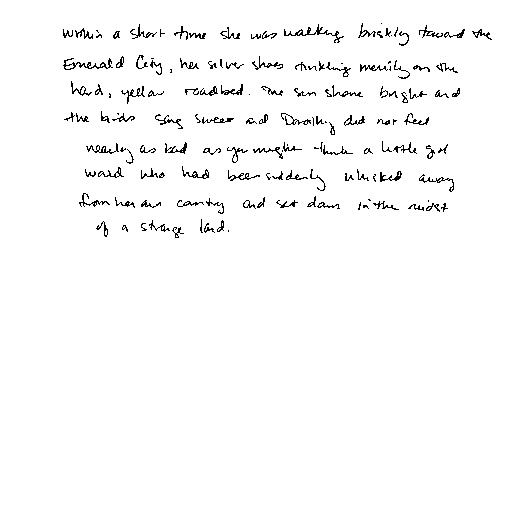 within a short time she was walking briskly toward the
Emerald City, her silver shoes tinkling merrily on the
hard, yellow roadbed. The sun shone bright and
the birds sang sweet and Dorothy did not feel
nearly as bad as you might think a little girl
would who had been suddenly whisked away
from her own country and set down in the midst
of a strange land.